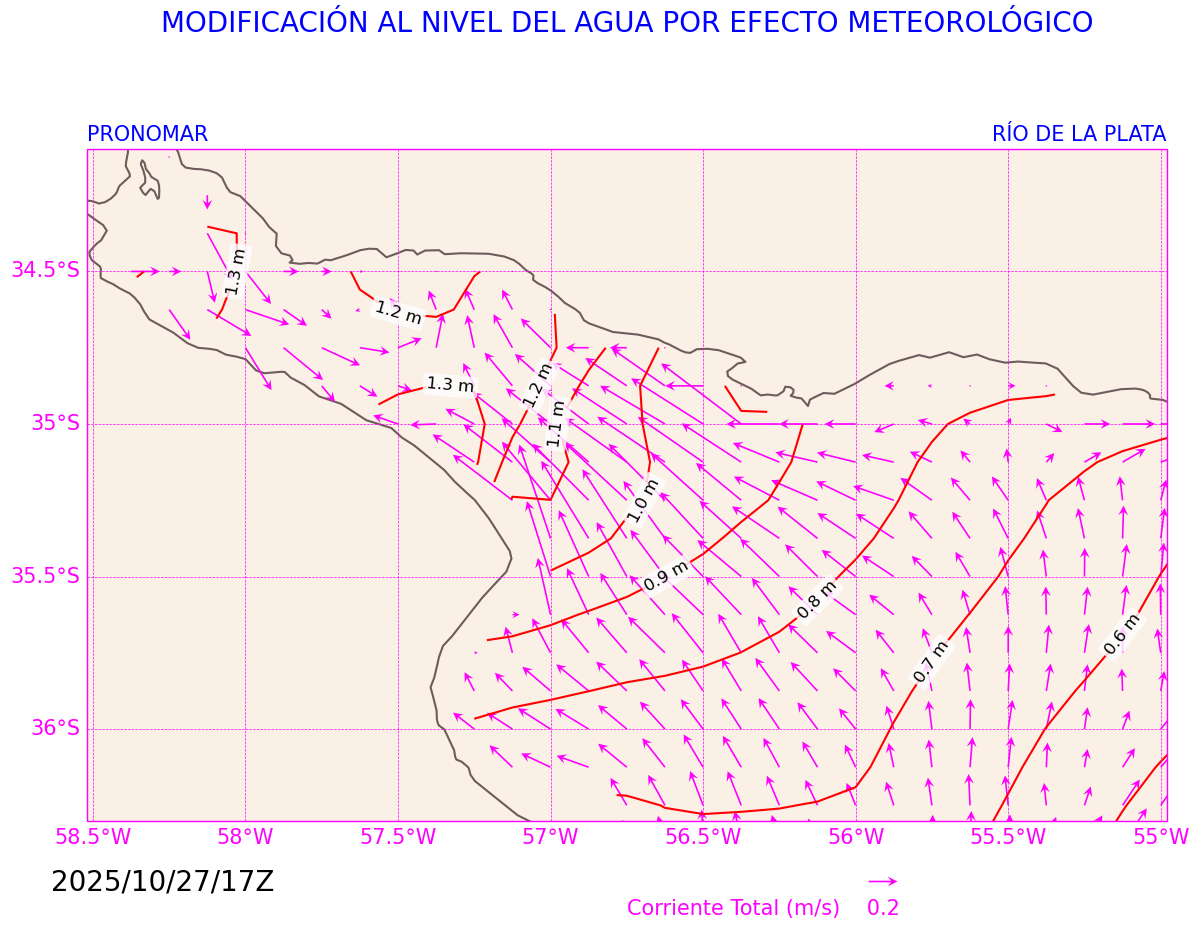 MODIFICACIÓN AL NIVEL DEL AGUA POR EFECTO METEOROLÓGICO
PRONOMAR
RÍO DE LA PLATA
1.3 m
34.5°S
1.2 m
1.3 m
1.2 m
1.1 m
35°S
1.0 m
0.9 m
35.5°S
0.8 m
0.6 m
0.7 m
36°S
58.5°W 58°W 57.5°W 57°W 56.5°W 56°W 55.5°W 55°W
2025/10/27/17Z
Corriente Total (m/s) 0.2